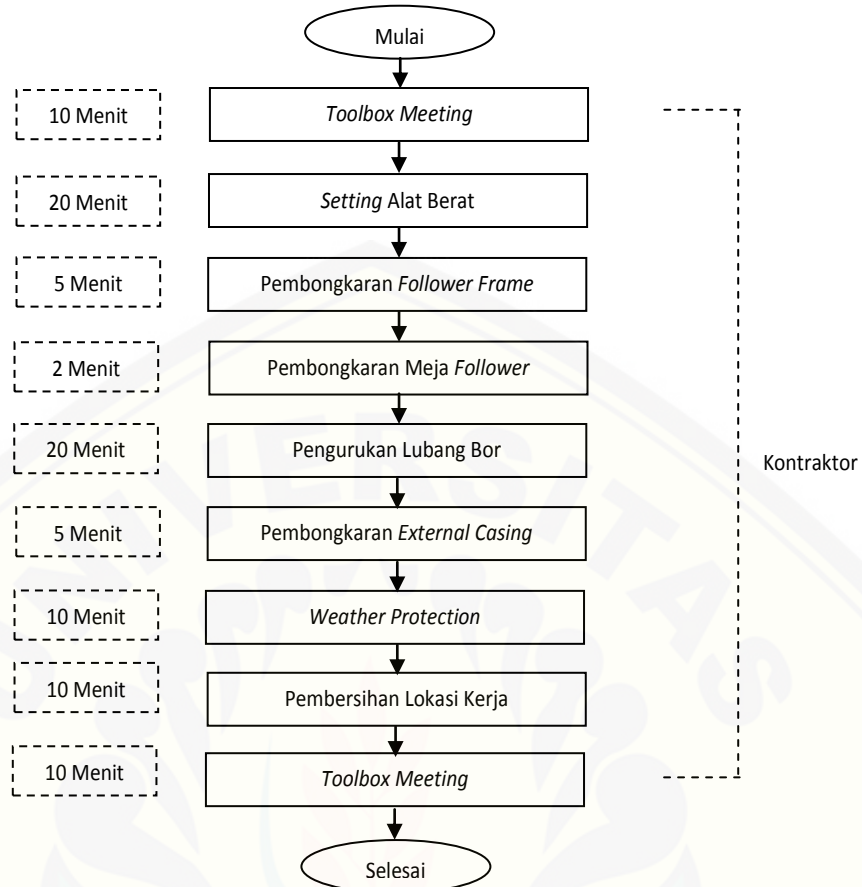 Mulai
10 Menit
Toolbox Meeting
20 Menit
Setting Alat Berat
5 Menit
Pembongkaran Follower Frame
2 Menit
Pembongkaran Meja Follower
20 Menit
Pengurukan Lubang Bor
Kontraktor
5 Menit
Pembongkaran External Casing
10 Menit
Weather Protection
10 Menit
Pembersihan Lokasi Kerja
10 Menit
Toolbox Meeting
Selesai
UNIVERSITAS